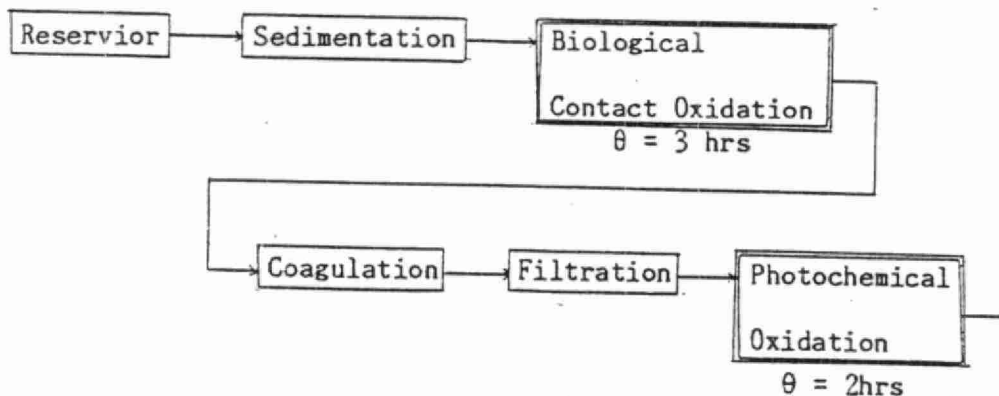 Reservior
Sedimentation
Biological
Contact Oxidation
θ = 3 hrs
Coagulation
Filtration
Photochemical
Oxidation
θ = 2hrs